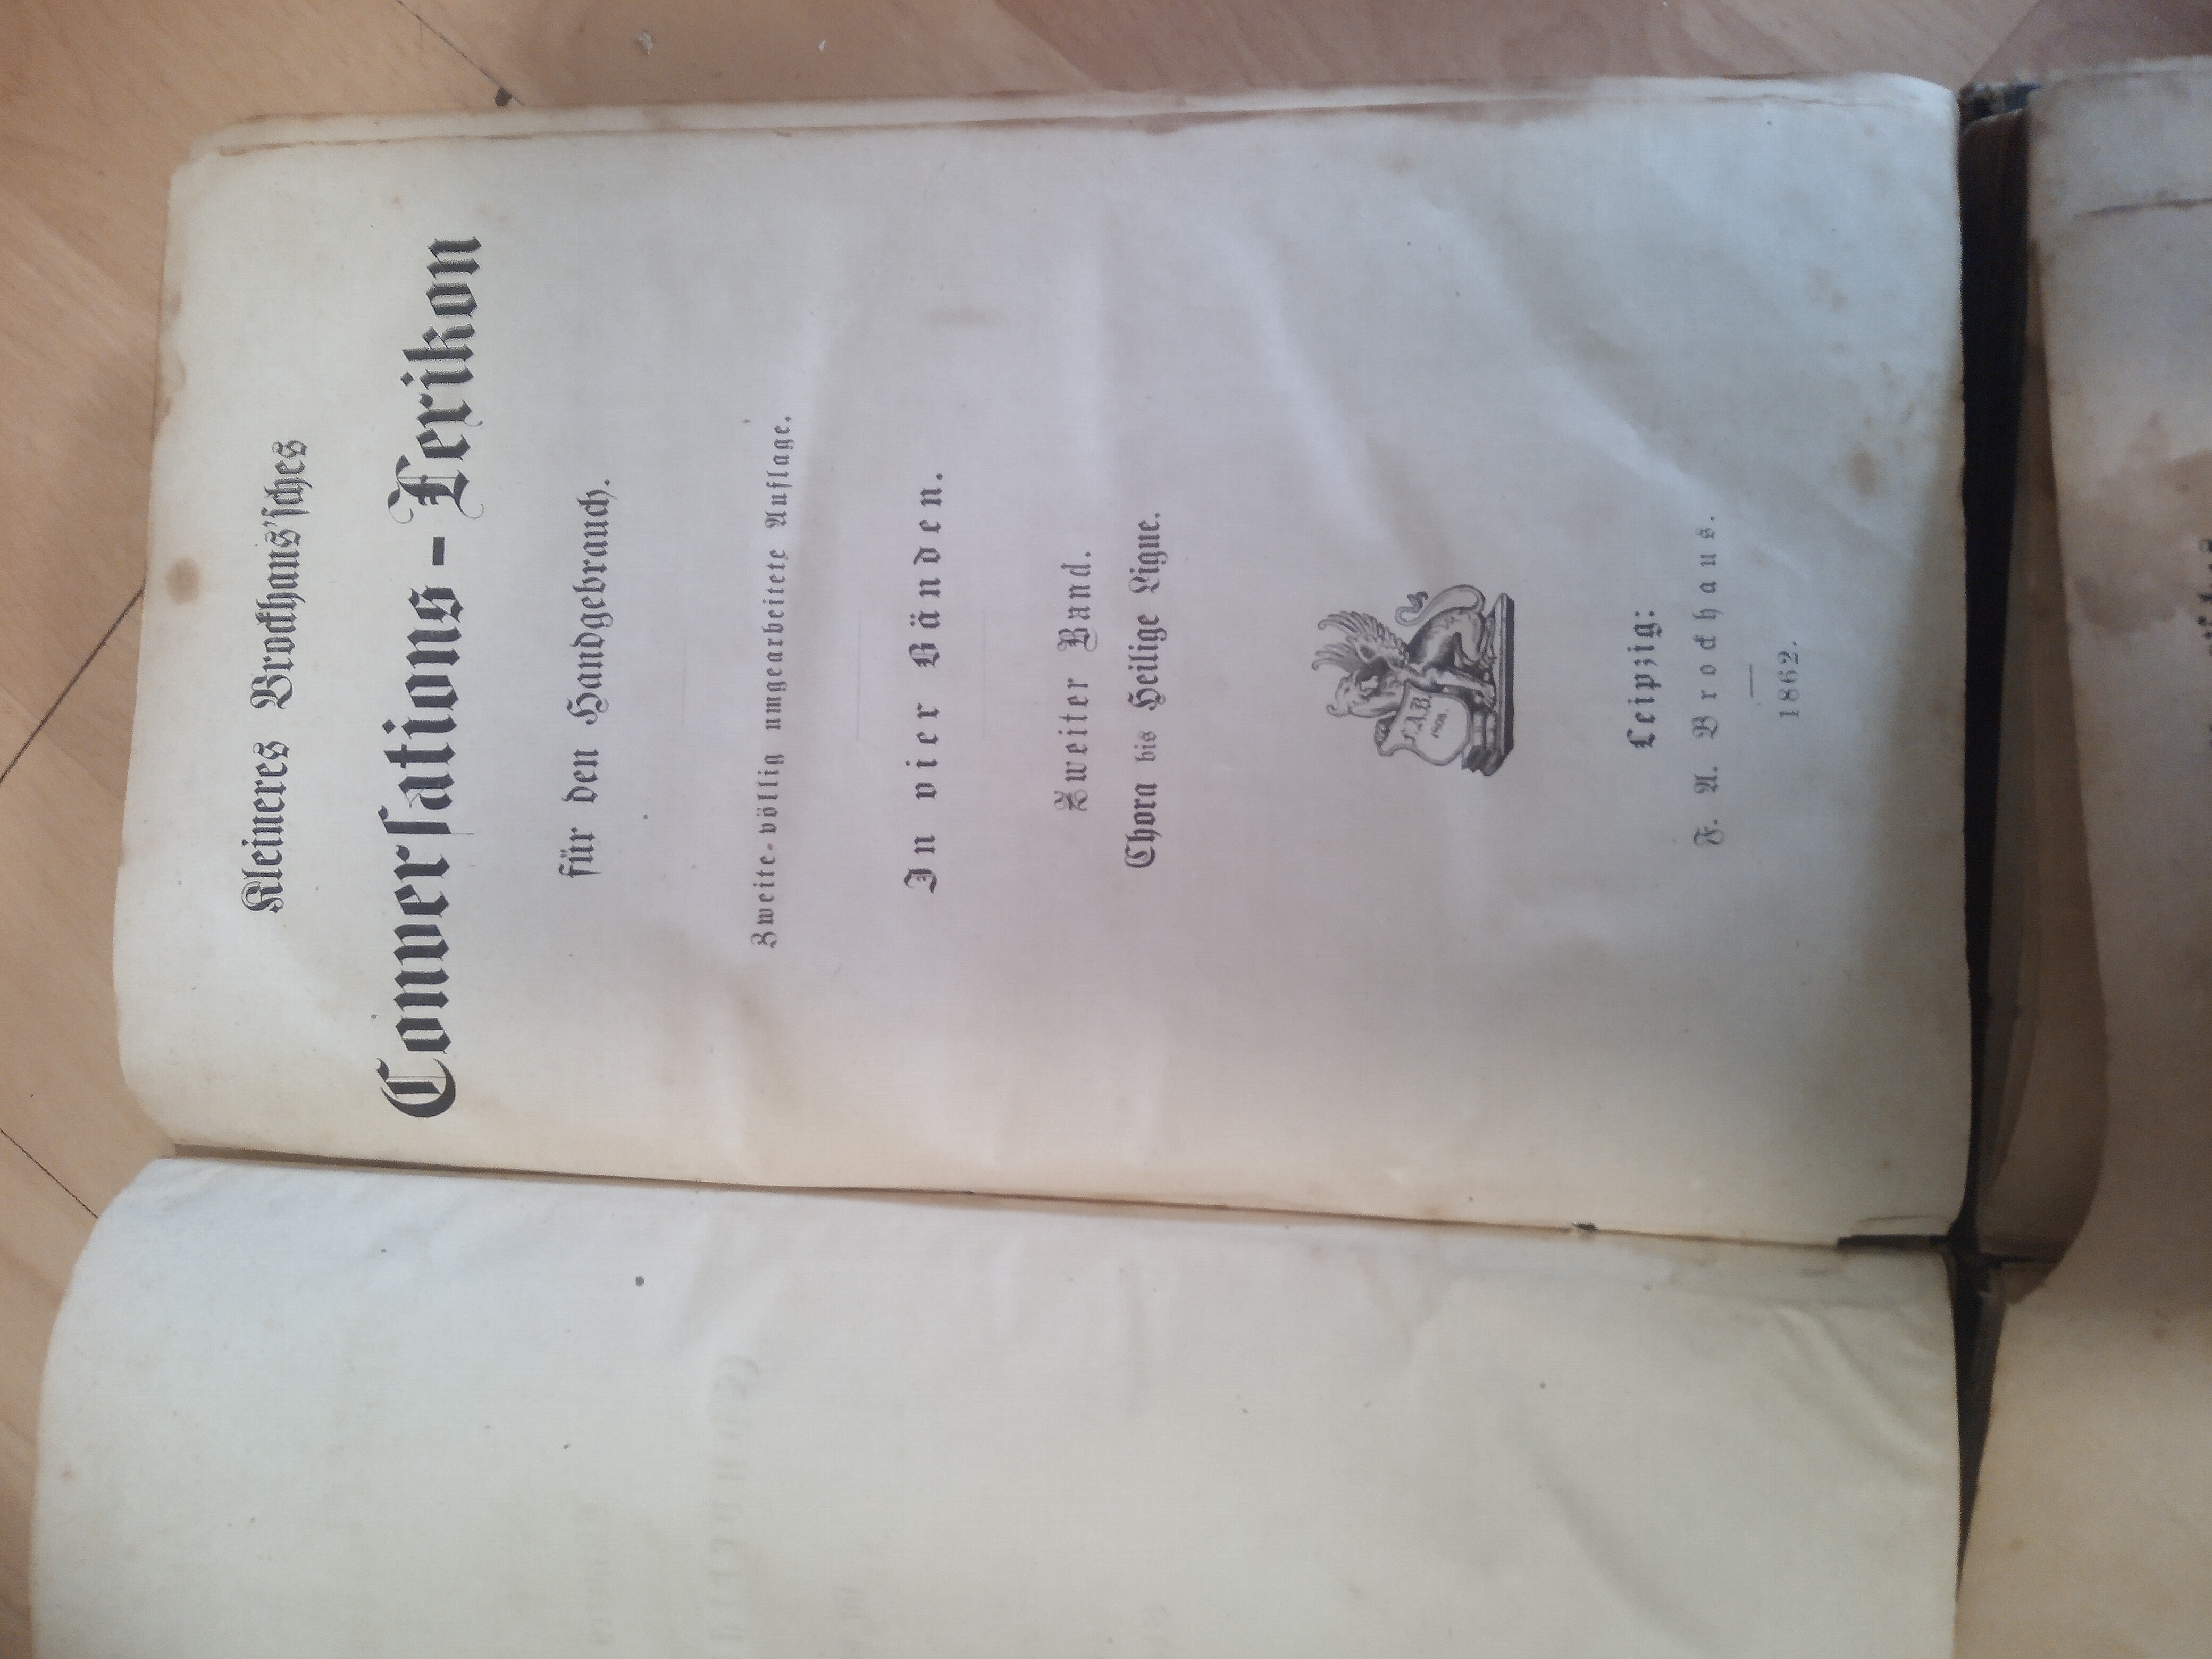 Kleineres Brockhaus'sches
Conversations-Lexikon
für den Handgebrauch.
Zweite völlig umgearbeitete Auflage.
In vier Bänden.
Zweiter Band.
Chora bis Heilige Ligue.
F.A.B.
Leipzig:
F. A. Brockhaus.
1862.